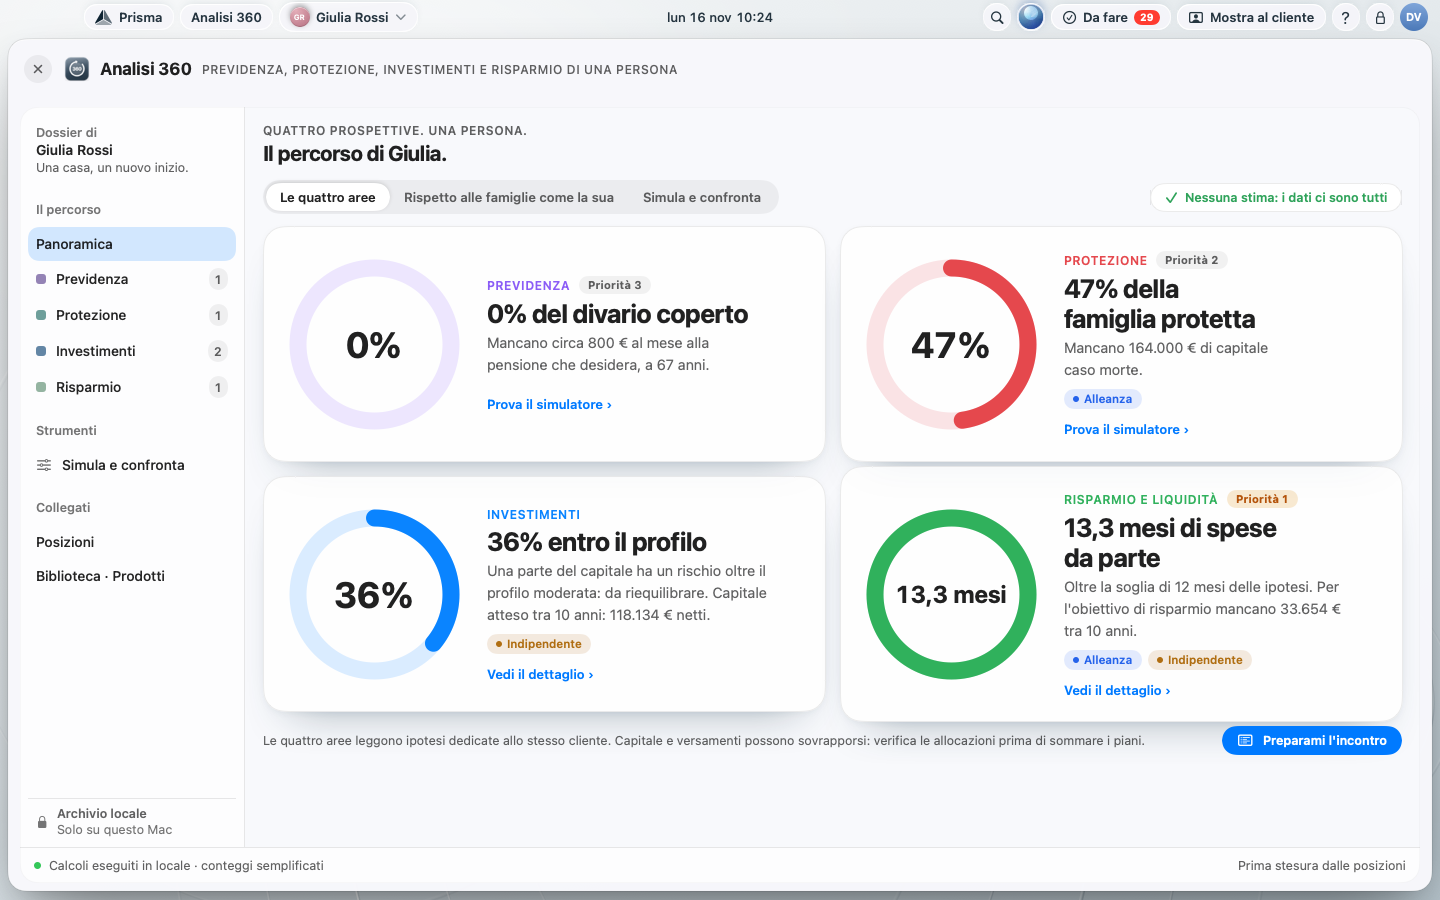 Prisma
Analisi 360
GR Giulia Rossi
lun 16 nov 10:24
Da fare 29
Mostra al cliente
?
DV
360
Analisi 360 PREVIDENZA, PROTEZIONE, INVESTIMENTI E RISPARMIO DI UNA PERSONA
Dossier di
Giulia Rossi
Una casa, un nuovo inizio.
Il percorso
Panoramica
Previdenza 1
Protezione 1
Investimenti 2
Risparmio 1
Strumenti
Simula e confronta
Collegati
Posizioni
Biblioteca · Prodotti
Archivio locale
Solo su questo Mac
QUATTRO PROSPETTIVE. UNA PERSONA.
Il percorso di Giulia.
Le quattro aree
Rispetto alle famiglie come la sua
Simula e confronta
Nessuna stima: i dati ci sono tutti
0%
PREVIDENZA Priorità 3
0% del divario coperto
Mancano circa 800 € al mese alla
pensione che desidera, a 67 anni.
Prova il simulatore ›
47%
PROTEZIONE Priorità 2
47% della
famiglia protetta
Mancano 164.000 € di capitale
caso morte.
Alleanza
Prova il simulatore ›
36%
INVESTIMENTI
36% entro il profilo
Una parte del capitale ha un rischio oltre il
profilo moderata: da riequilibrare. Capitale
atteso tra 10 anni: 118.134 € netti.
Indipendente
Vedi il dettaglio ›
13,3 mesi
RISPARMIO E LIQUIDITÀ Priorità 1
13,3 mesi di spese
da parte
Oltre la soglia di 12 mesi delle ipotesi. Per
l'obiettivo di risparmio mancano 33.654 €
tra 10 anni.
Alleanza Indipendente
Vedi il dettaglio ›
Le quattro aree leggono ipotesi dedicate allo stesso cliente. Capitale e versamenti possono sovrapporsi: verifica le allocazioni prima di sommare i piani.
Preparami l'incontro
Calcoli eseguiti in locale · conteggi semplificati
Prima stesura dalle posizioni